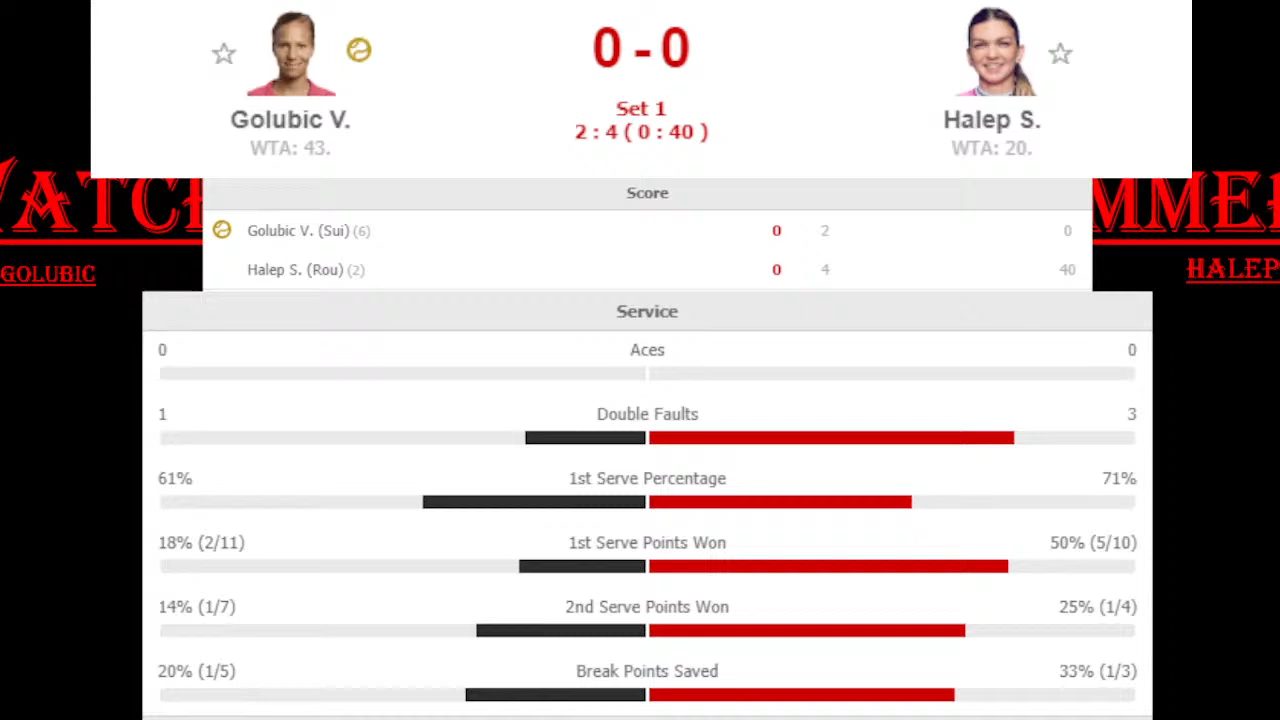 0 - 0
Set 1
2 : 4 ( 0 : 40 )
Golubic V.
WTA: 43.
Halep S.
WTA: 20.
Score
Golubic V. (Sui) (6) 0 2 0
Halep S. (Rou) (2) 0 4 40
GOLUBIC
HALEP
Service
0 Aces 0
1 Double Faults 3
61% 1st Serve Percentage 71%
18% (2/11) 1st Serve Points Won 50% (5/10)
14% (1/7) 2nd Serve Points Won 25% (1/4)
20% (1/5) Break Points Saved 33% (1/3)